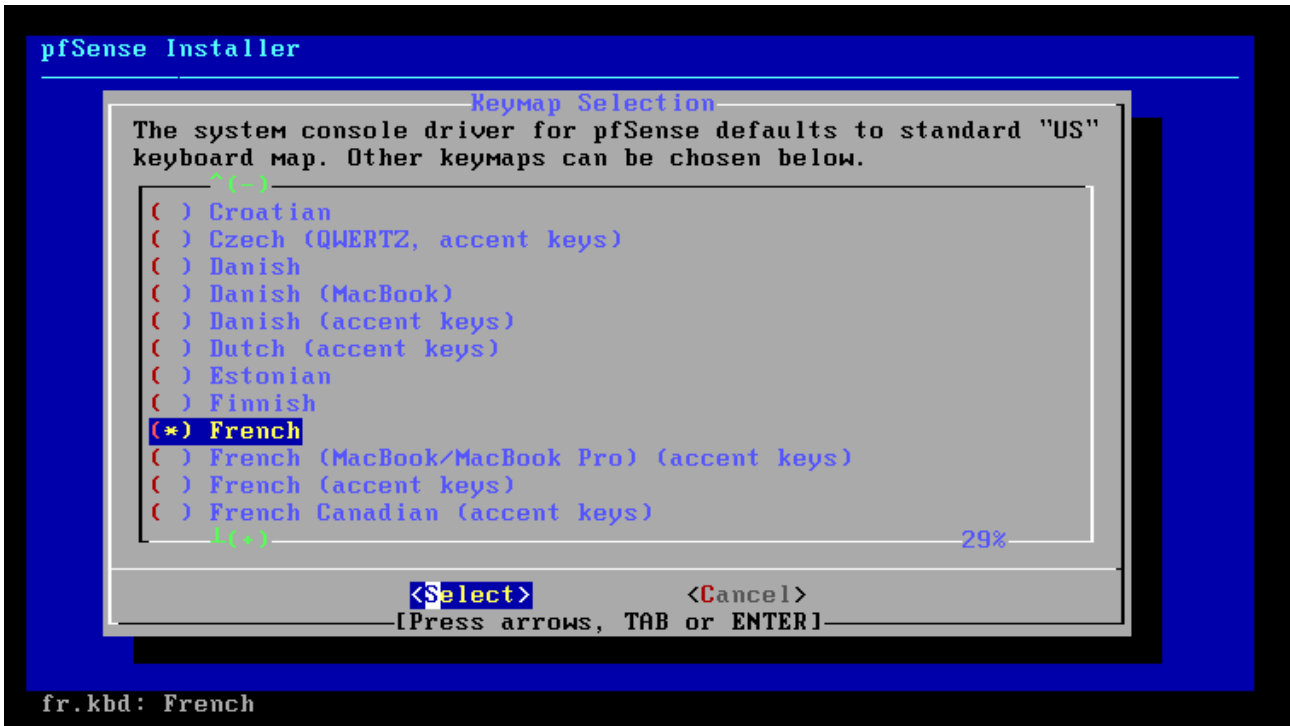 pfSense Installer
Keymap Selection
The system console driver for pfSense defaults to standard "US"
keyboard map. Other keymaps can be chosen below.
^(-)
( ) Croatian
( ) Czech (QWERTZ, accent keys)
( ) Danish
( ) Danish (MacBook)
( ) Danish (accent keys)
( ) Dutch (accent keys)
( ) Estonian
( ) Finnish
(*) French
( ) French (MacBook/MacBook Pro) (accent keys)
( ) French (accent keys)
( ) French Canadian (accent keys)
┴(+) 29%
<Select> <Cancel>
[Press arrows, TAB or ENTER]
fr.kbd: French